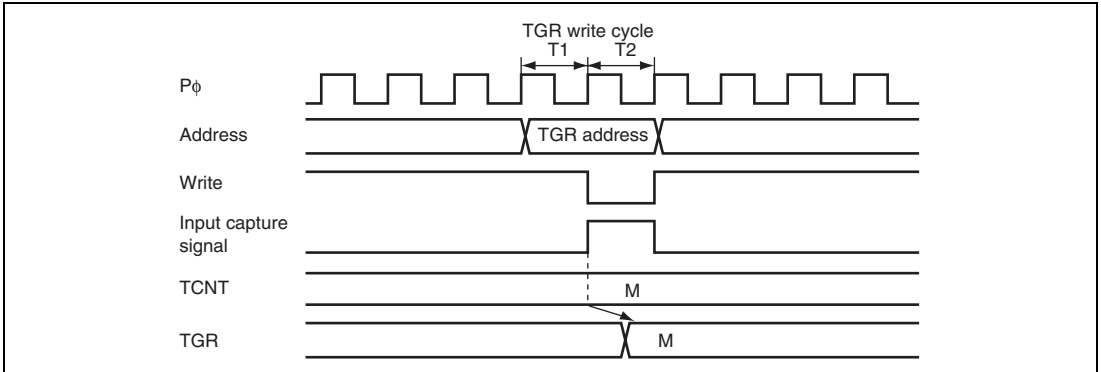 TGR write cycle
T1 T2
Pϕ
Address
TGR address
Write
Input capture
signal
TCNT
M
TGR
M